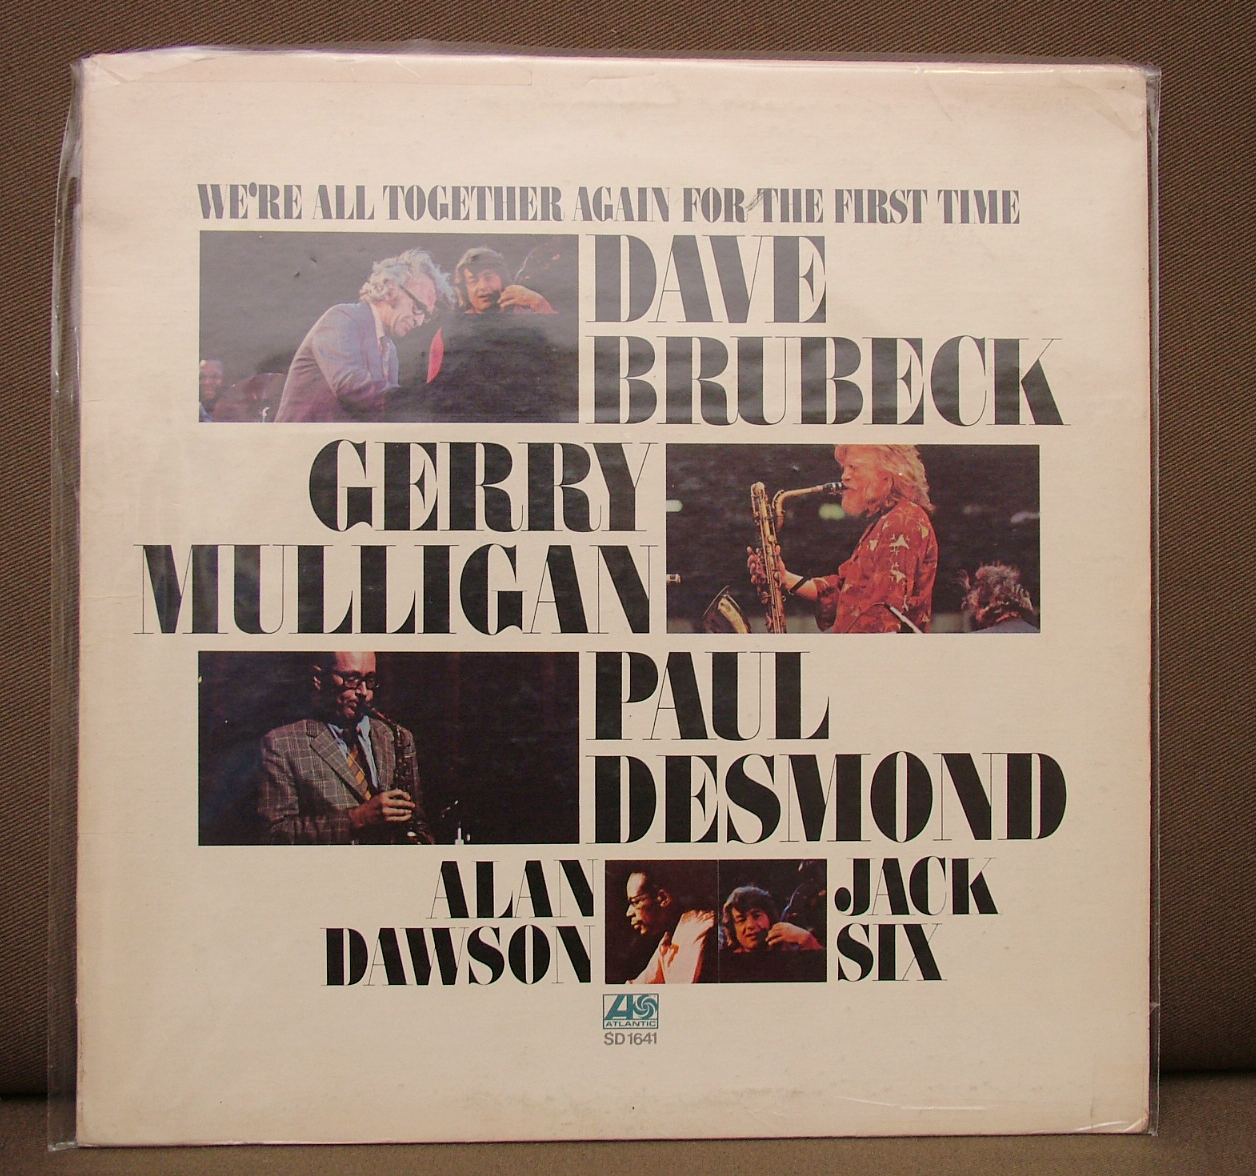 WE'RE ALL TOGETHER AGAIN FOR THE FIRST TIME
DAVE
BRUBECK
GERRY
MULLIGAN
PAUL
DESMOND
ALAN
DAWSON
JACK
SIX
ATLANTIC
SD 1641